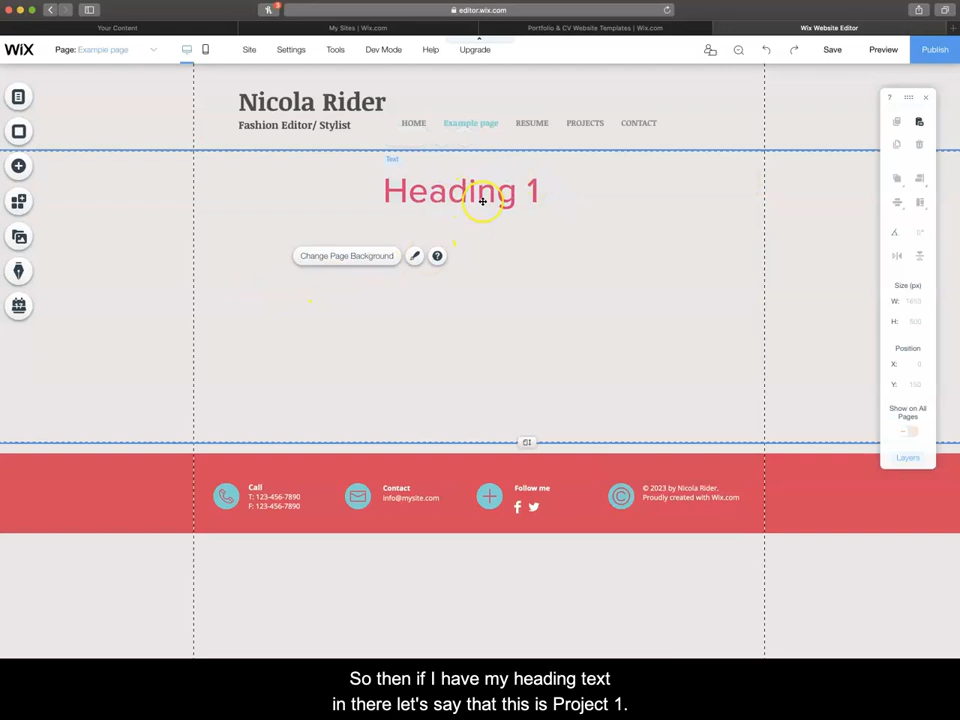 editor.wix.com
Your Content
My Sites | Wix.com
Portfolio & CV Website Templates | Wix.com
Wix Website Editor
WiX
Page: Example page
Site
Settings
Tools
Dev Mode
Help
Upgrade
Save
Preview
Publish
Nicola Rider
Fashion Editor/ Stylist
HOME
Example page
RESUME
PROJECTS
CONTACT
Text
Heading 1
Change Page Background
?
?
0°
Size (px)
W:
H: 500
Position
X: 0
Y: 150
Show on All
Pages
Layers
17
Call
T: 123-456-7890
F: 123-456-7890
Contact
info@mysite.com
Follow me
© 2023 by Nicola Rider.
Proudly created with Wix.com
So then if I have my heading text
in there let's say that this is Project 1.